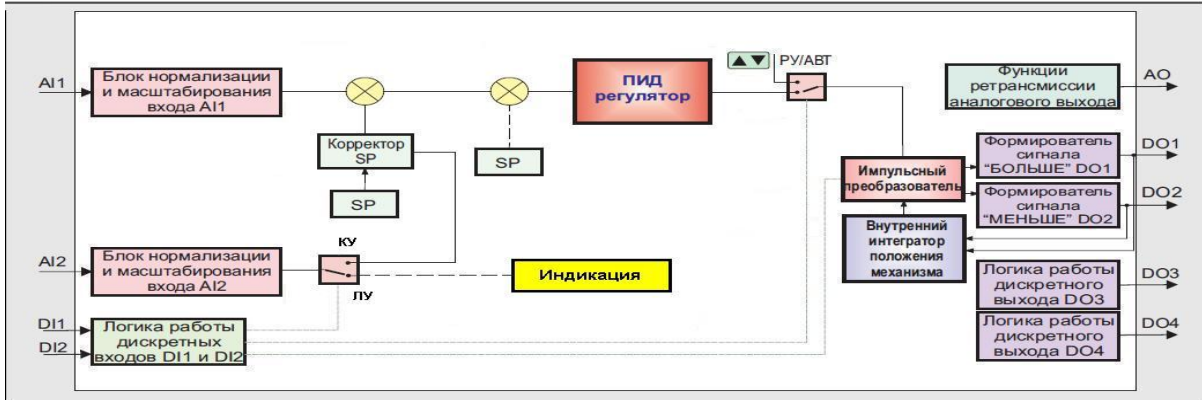 AI1
Блок нормализации
и масштабирования
входа AI1
ПИД
регулятор
РУ/АВТ
Функции
ретрансмиссии
аналогового выхода
AO
Корректор
SP
SP
SP
Импульсный
преобразователь
Формирователь
сигнала
“БОЛЬШЕ” DO1
DO1
Формирователь
сигнала
“МЕНЬШЕ” DO2
DO2
Внутренний
интегратор
положения
механизма
AI2
Блок нормализации
и масштабирования
входа AI2
КУ
ЛУ
Индикация
Логика работы
дискретного
выхода DO3
DO3
DI1
DI2
Логика работы
дискретных
входов DI1 и DI2
Логика работы
дискретного
выхода DO4
DO4